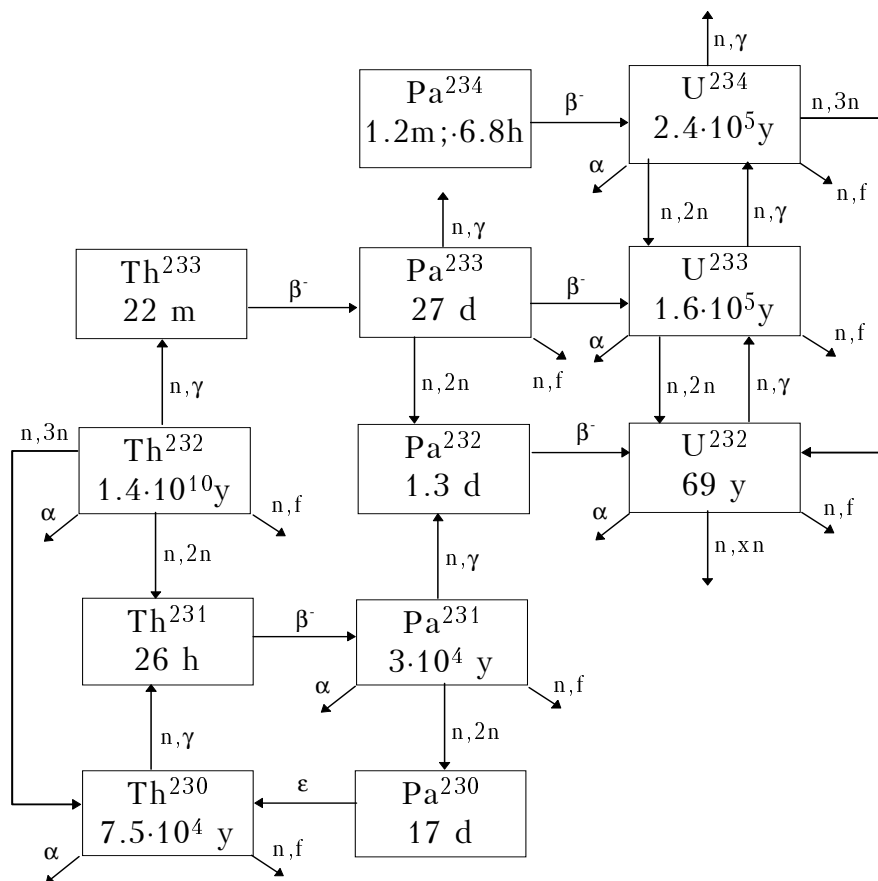 n,γ
Pa²³⁴
1.2m;·6.8h
β⁻
U²³⁴
2.4·10⁵y
n,3n
α
n,f
n,2n
n,γ
n,γ
Th²³³
22 m
β⁻
Pa²³³
27 d
β⁻
U²³³
1.6·10⁵y
n,f
α
n,f
n,γ
n,2n
n,2n
n,γ
n,3n
Th²³²
1.4·10¹⁰y
α
n,f
Pa²³²
1.3 d
β⁻
U²³²
69 y
α
n,f
n,2n
n,γ
n,xn
Th²³¹
26 h
β⁻
Pa²³¹
3·10⁴ y
α
n,f
n,γ
n,2n
Th²³⁰
7.5·10⁴ y
ε
Pa²³⁰
17 d
α
n,f